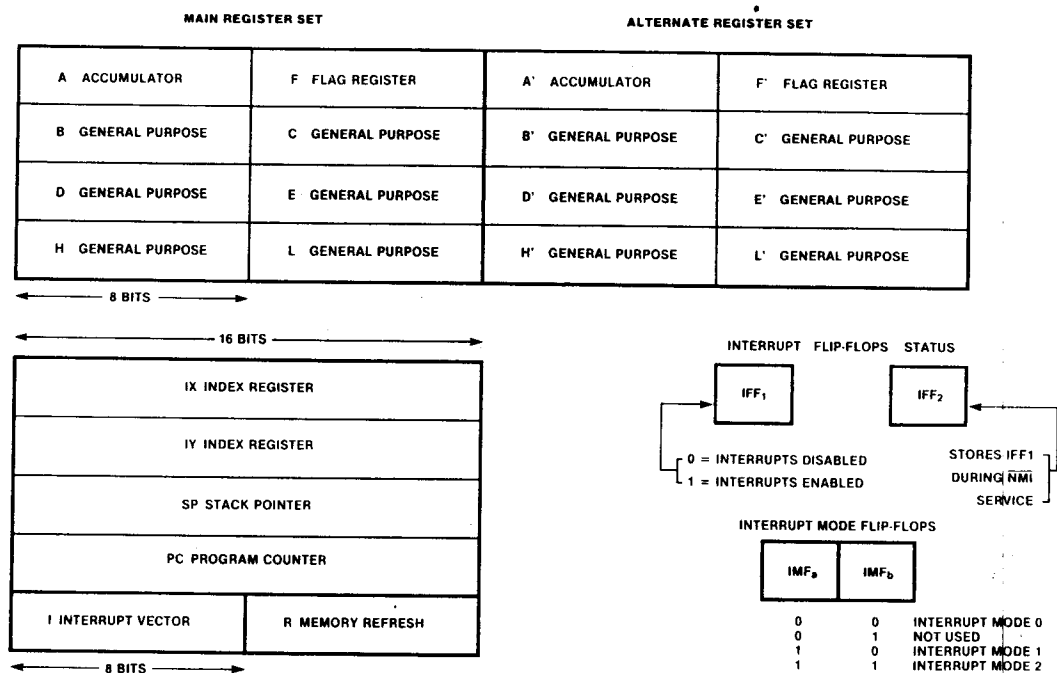 MAIN REGISTER SET
ALTERNATE REGISTER SET
A ACCUMULATOR
F FLAG REGISTER
A' ACCUMULATOR
F' FLAG REGISTER
B GENERAL PURPOSE
C GENERAL PURPOSE
B' GENERAL PURPOSE
C' GENERAL PURPOSE
D GENERAL PURPOSE
E GENERAL PURPOSE
D' GENERAL PURPOSE
E' GENERAL PURPOSE
H GENERAL PURPOSE
L GENERAL PURPOSE
H' GENERAL PURPOSE
L' GENERAL PURPOSE
8 BITS
16 BITS
IX INDEX REGISTER
IY INDEX REGISTER
SP STACK POINTER
PC PROGRAM COUNTER
I INTERRUPT VECTOR
R MEMORY REFRESH
8 BITS
INTERRUPT FLIP-FLOPS STATUS
IFF₁
IFF₂
0 = INTERRUPTS DISABLED
1 = INTERRUPTS ENABLED
STORES IFF1
DURING N̅M̅I̅
SERVICE
INTERRUPT MODE FLIP-FLOPS
IMFₐ
IMF_b
0 0 INTERRUPT MODE 0
0 1 NOT USED
1 0 INTERRUPT MODE 1
1 1 INTERRUPT MODE 2